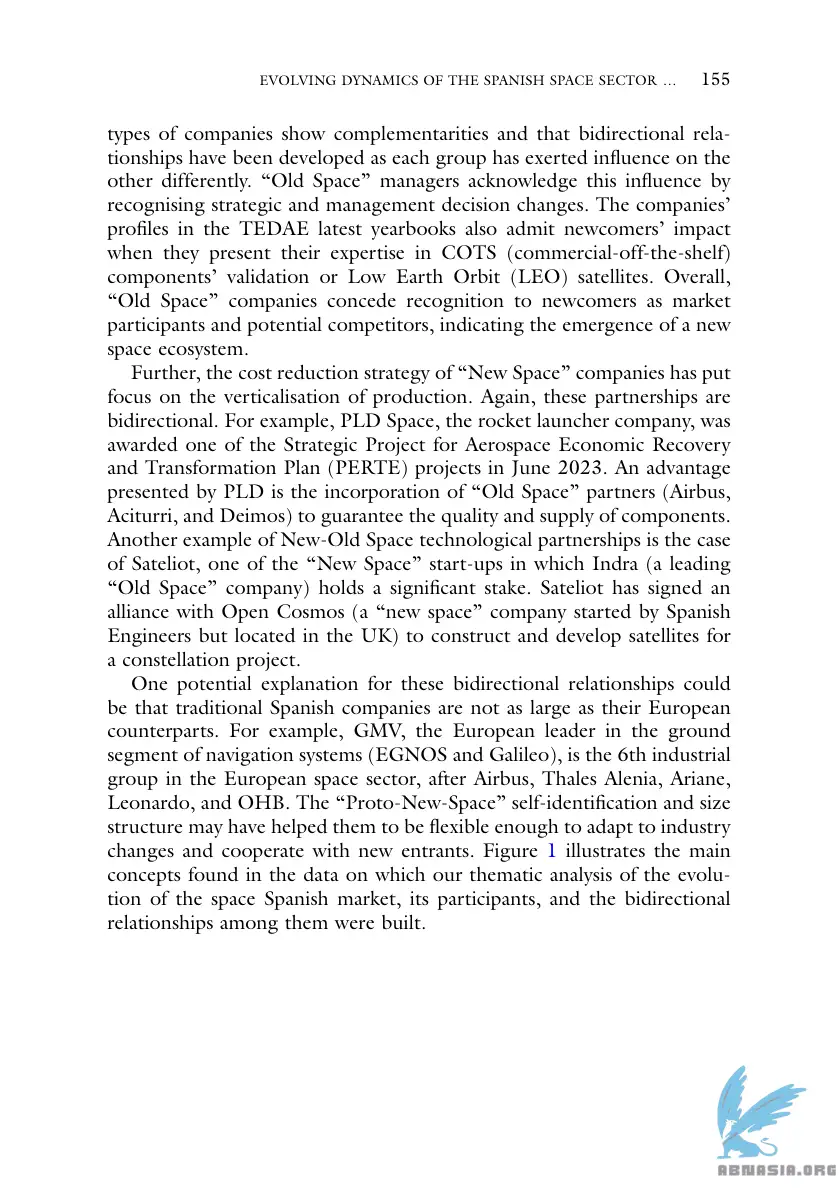 EVOLVING DYNAMICS OF THE SPANISH SPACE SECTOR … 155
types of companies show complementarities and that bidirectional rela-
tionships have been developed as each group has exerted influence on the
other differently. “Old Space” managers acknowledge this influence by
recognising strategic and management decision changes. The companies’
profiles in the TEDAE latest yearbooks also admit newcomers’ impact
when they present their expertise in COTS (commercial-off-the-shelf)
components’ validation or Low Earth Orbit (LEO) satellites. Overall,
“Old Space” companies concede recognition to newcomers as market
participants and potential competitors, indicating the emergence of a new
space ecosystem.
Further, the cost reduction strategy of “New Space” companies has put
focus on the verticalisation of production. Again, these partnerships are
bidirectional. For example, PLD Space, the rocket launcher company, was
awarded one of the Strategic Project for Aerospace Economic Recovery
and Transformation Plan (PERTE) projects in June 2023. An advantage
presented by PLD is the incorporation of “Old Space” partners (Airbus,
Aciturri, and Deimos) to guarantee the quality and supply of components.
Another example of New-Old Space technological partnerships is the case
of Sateliot, one of the “New Space” start-ups in which Indra (a leading
“Old Space” company) holds a significant stake. Sateliot has signed an
alliance with Open Cosmos (a “new space” company started by Spanish
Engineers but located in the UK) to construct and develop satellites for
a constellation project.
One potential explanation for these bidirectional relationships could
be that traditional Spanish companies are not as large as their European
counterparts. For example, GMV, the European leader in the ground
segment of navigation systems (EGNOS and Galileo), is the 6th industrial
group in the European space sector, after Airbus, Thales Alenia, Ariane,
Leonardo, and OHB. The “Proto-New-Space” self-identification and size
structure may have helped them to be flexible enough to adapt to industry
changes and cooperate with new entrants. Figure 1 illustrates the main
concepts found in the data on which our thematic analysis of the evolu-
tion of the space Spanish market, its participants, and the bidirectional
relationships among them were built.
ABNASIA.ORG